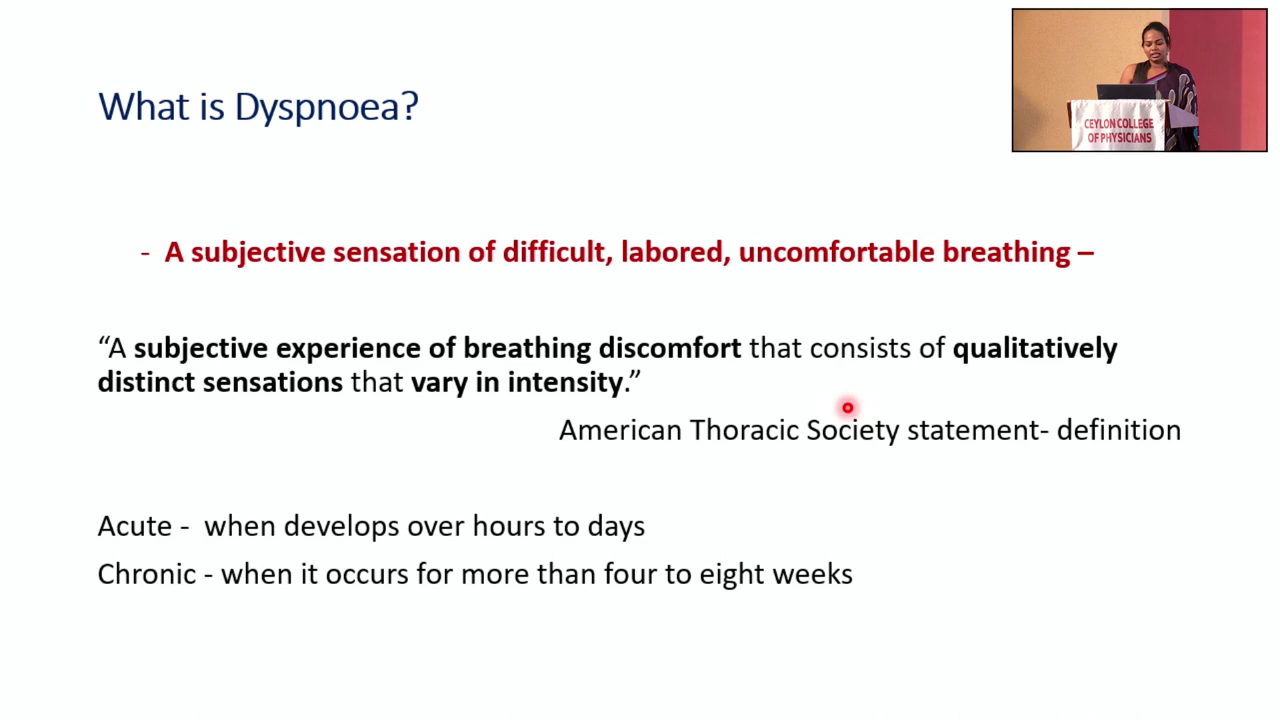 What is Dyspnoea?
CEYLON COLLEGE
OF PHYSICIANS
- A subjective sensation of difficult, labored, uncomfortable breathing –
“A subjective experience of breathing discomfort that consists of qualitatively
distinct sensations that vary in intensity.”
American Thoracic Society statement- definition
Acute - when develops over hours to days
Chronic - when it occurs for more than four to eight weeks